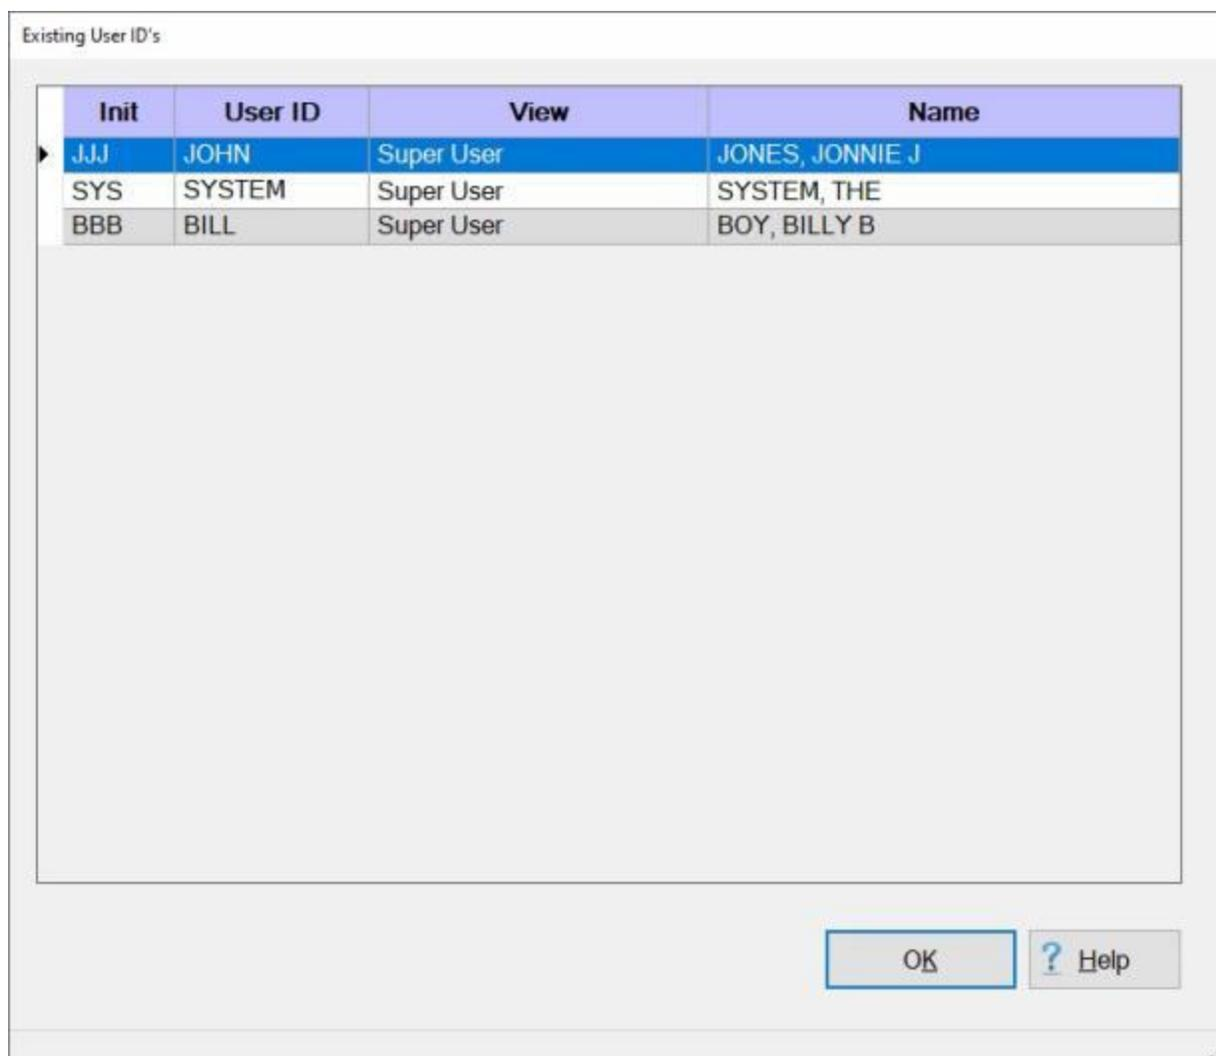 Existing User ID's
Init User ID View Name
JJJ JOHN Super User JONES, JONNIE J
SYS SYSTEM Super User SYSTEM, THE
BBB BILL Super User BOY, BILLY B
OK ? Help